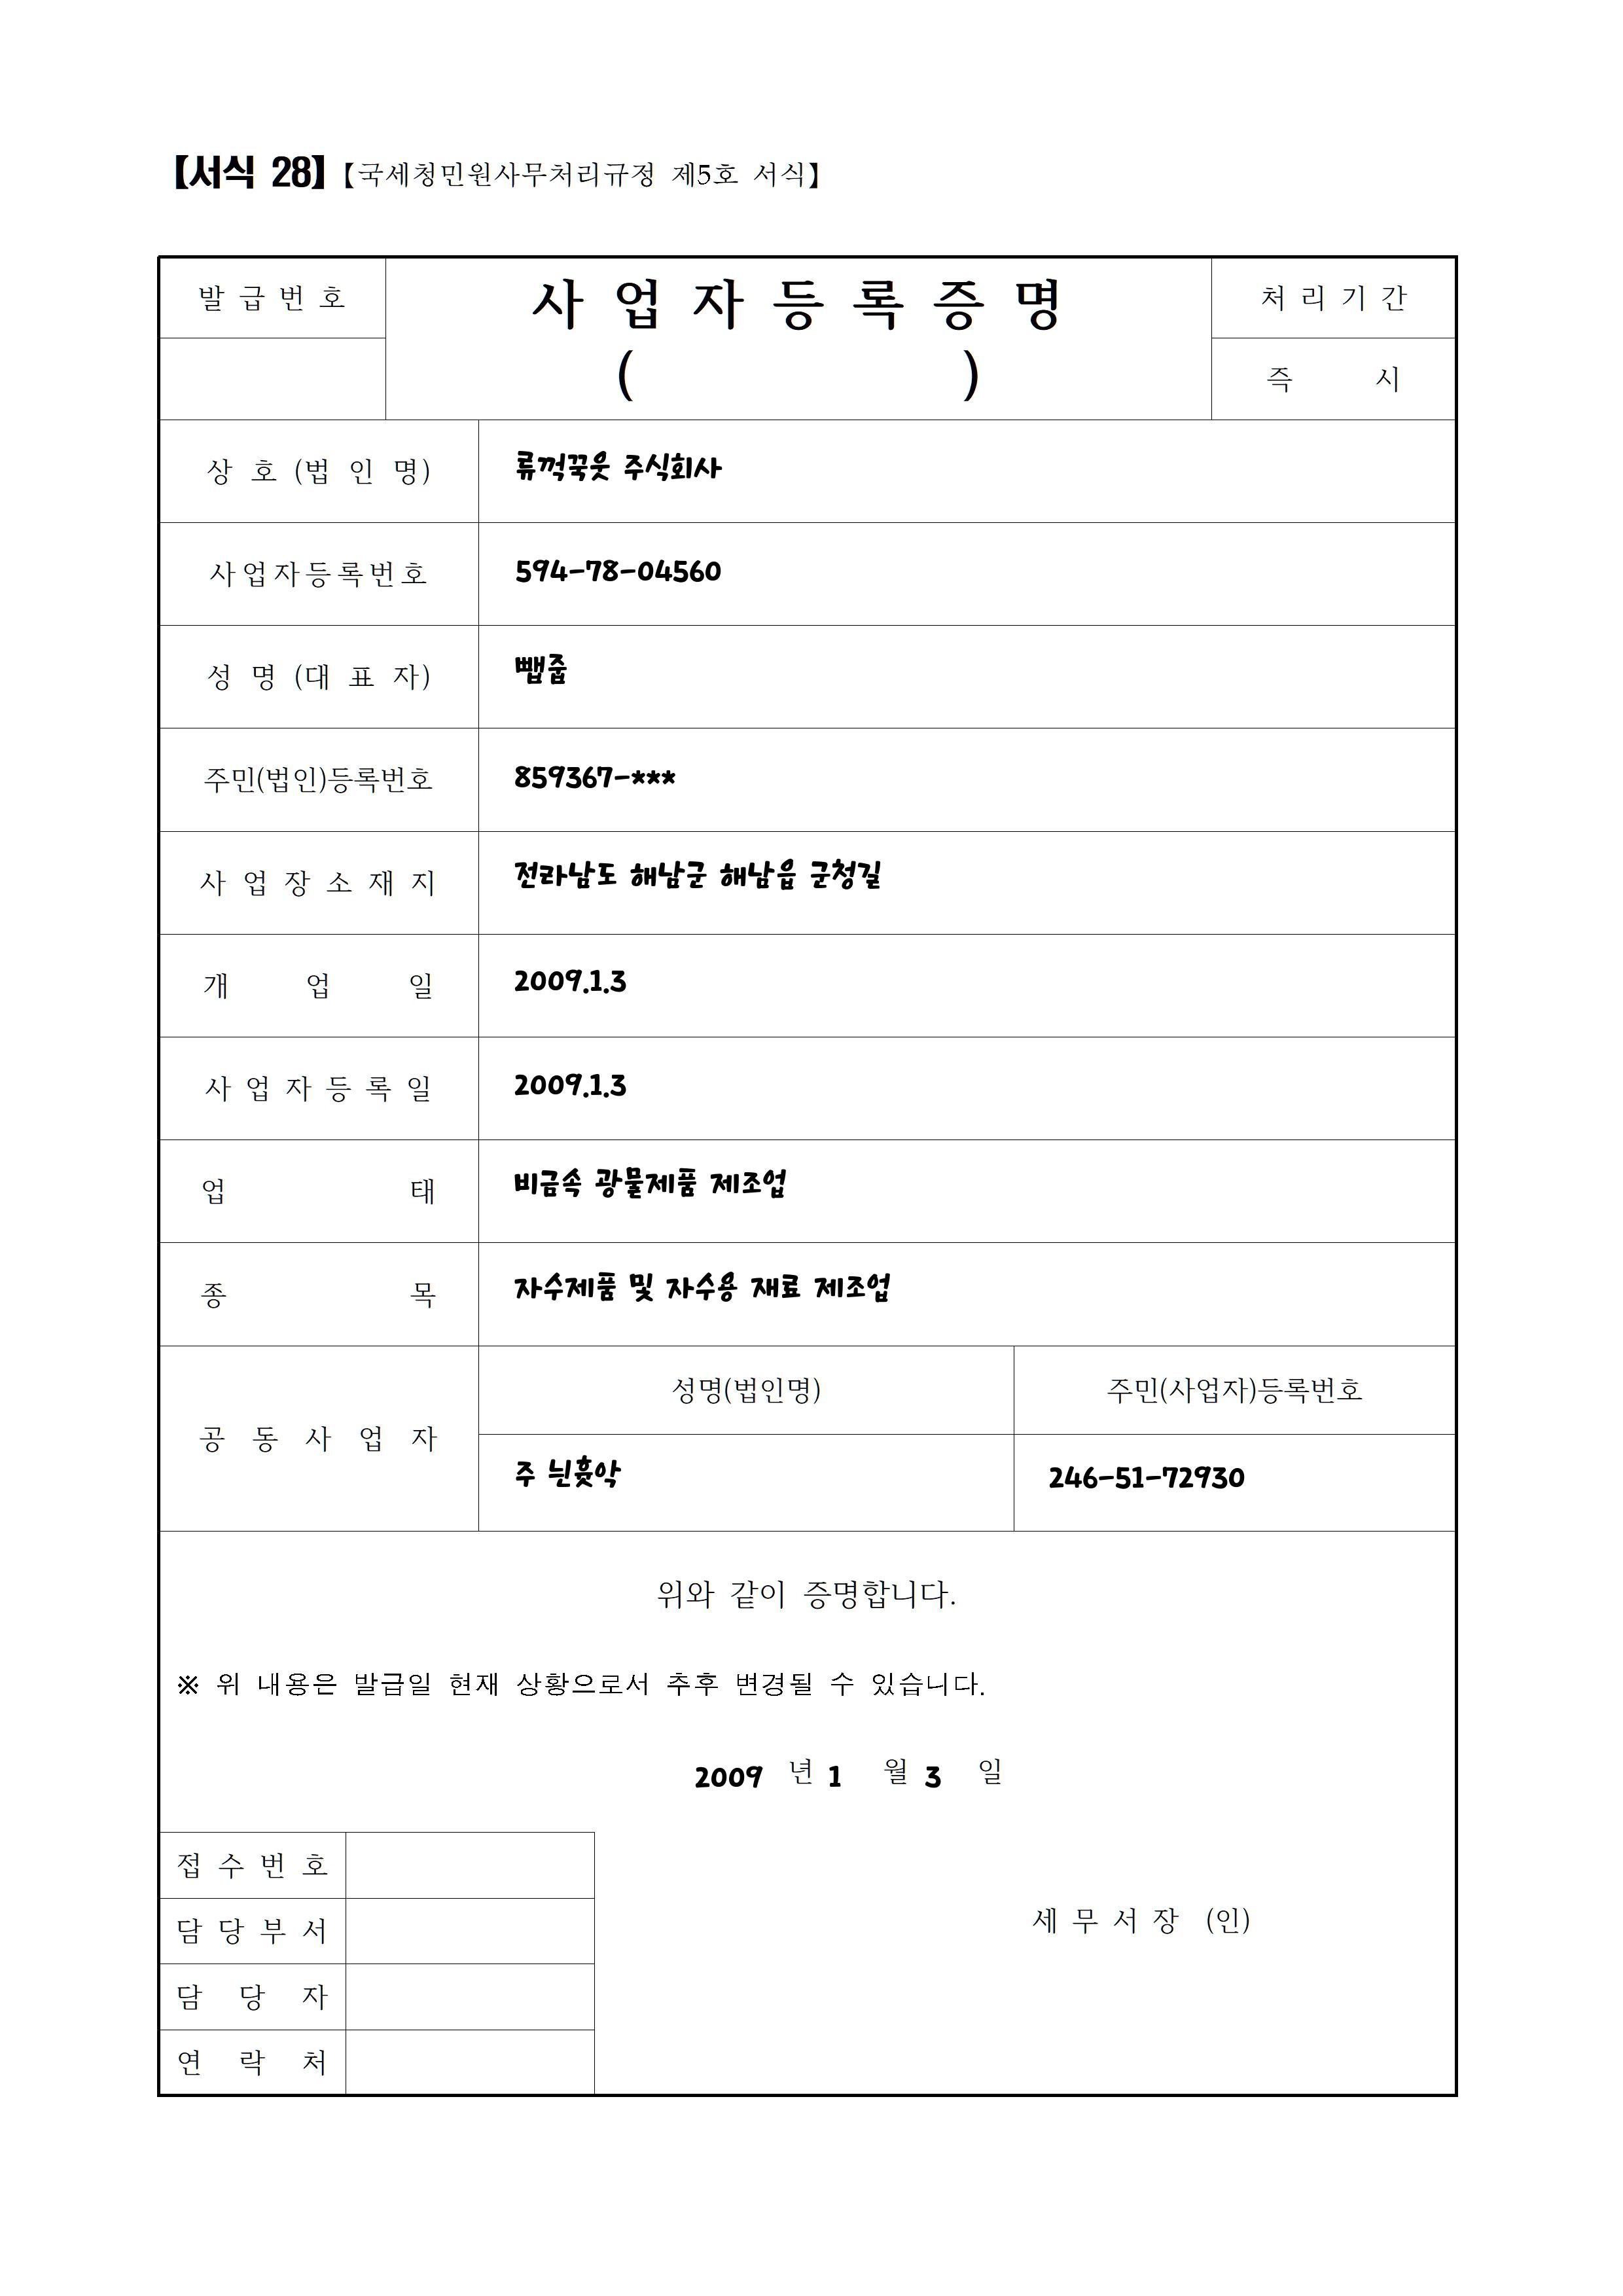 【서식 28】【국세청민원사무처리규정 제5호 서식】
발급번호
사업자등록증명
( )
처리기간
즉 시
상 호 (법 인 명) 류꺽꾹읏 주식회사
사업자등록번호 594-78-04560
성 명 (대 표 자) 뺍줍
주민(법인)등록번호 859367-***
사업장소재지 전라남도 해남군 해남읍 군청길
개 업 일 2009.1.3
사업자등록일 2009.1.3
업 태 비금속 광물제품 제조업
종 목 자수제품 및 자수용 재료 제조업
공동사업자
성명(법인명) 주민(사업자)등록번호
주 246-51-72930
위와 같이 증명합니다.
※ 위 내용은 발급일 현재 상황으로서 추후 변경될 수 있습니다.
2009 년 1 월 3 일
접수번호
담당부서
세무서장 (인)
담 당 자
연 락 처